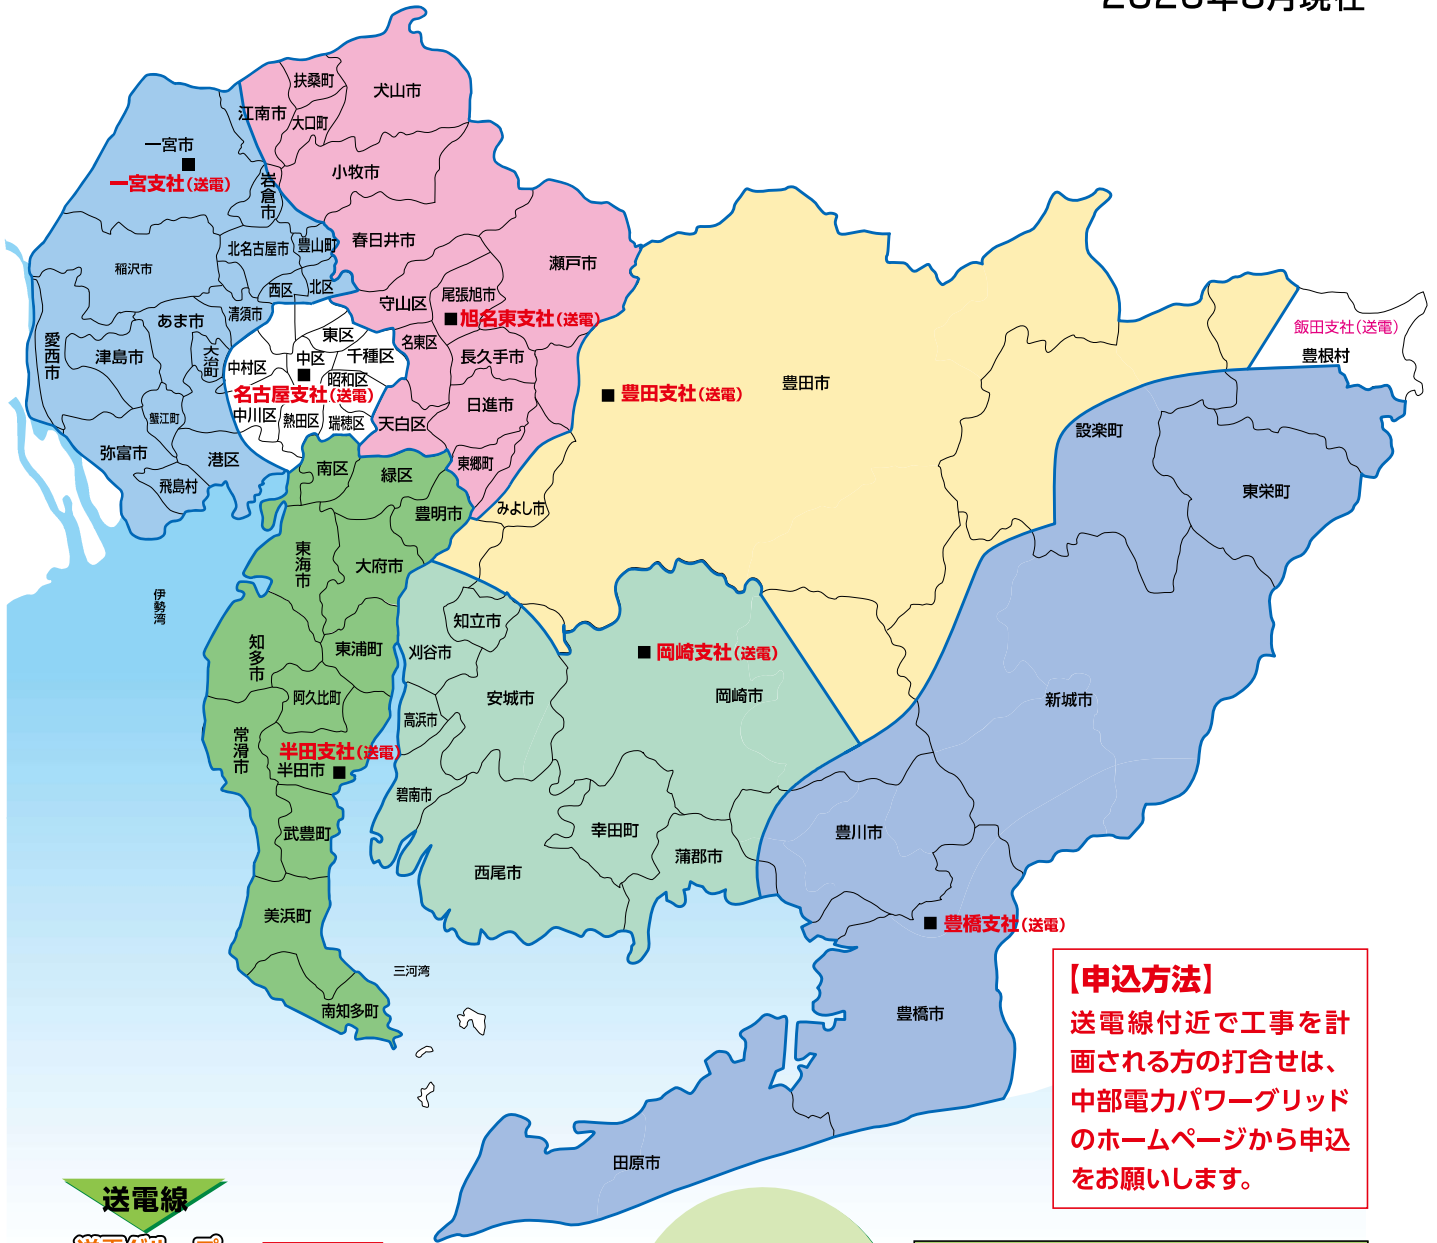 扶桑町
犬山市
江南市
大口町
一宮市
小牧市
一宮支社(送電)
岩倉市
北名古屋市
豊山町
春日井市
稲沢市
瀬戸市
西区
北区
尾張旭市
守山区
清須市
あま市
旭名東支社(送電)
飯田支社(送電)
東区
名東区
愛西市
津島市
大治町
中区
千種区
長久手市
豊根村
中村区
昭和区
豊田市
名古屋支社(送電)
豊田支社(送電)
日進市
蟹江町
中川区
熱田区
瑞穂区
天白区
設楽町
弥富市
港区
南区
東郷町
緑区
飛島村
東栄町
みよし市
豊明市
東海市
大府市
伊勢湾
知立市
知多市
東浦町
刈谷市
岡崎支社(送電)
阿久比町
安城市
岡崎市
新城市
高浜市
常滑市
半田支社(送電)
半田市
碧南市
武豊町
幸田町
豊川市
蒲郡市
西尾市
美浜町
豊橋支社(送電)
三河湾
南知多町
豊橋市
【申込方法】
送電線付近で工事を計
画される方の打合せは、
中部電力パワーグリッド
のホームページから申込
をお願いします。
田原市
送電線